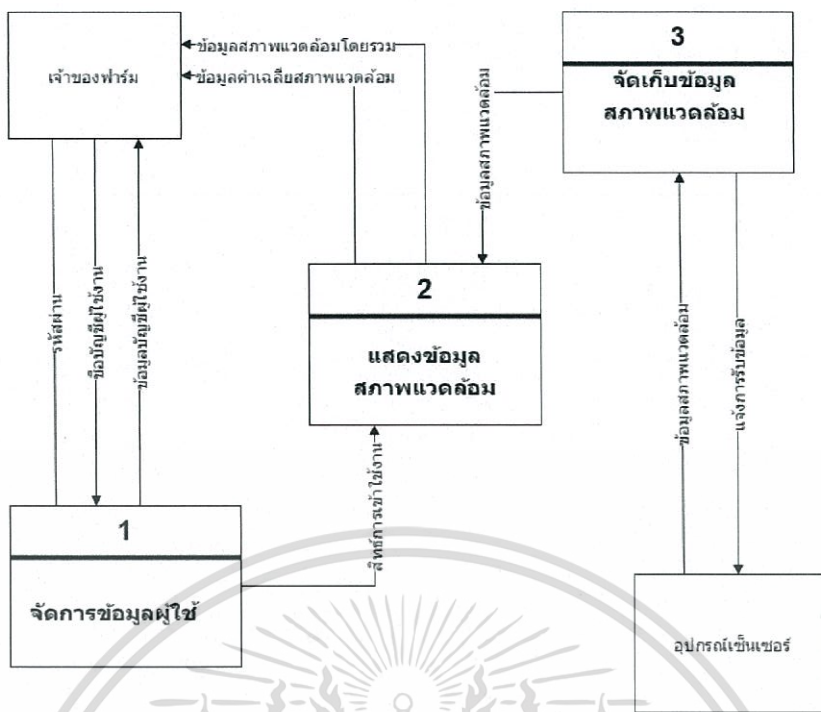 เจ้าของฟาร์ม
ข้อมูลสภาพแวดล้อมโดยรวม
ข้อมูลค่าเฉลี่ยสภาพแวดล้อม
3
จัดเก็บข้อมูล
สภาพแวดล้อม
ข้อมูลสภาพแวดล้อม
รหัสผ่าน
ชื่อบัญชีผู้ใช้งาน
ข้อมูลบัญชีผู้ใช้งาน
2
แสดงข้อมูล
สภาพแวดล้อม
ข้อมูลสภาพแวดล้อม
แจ้งการรับข้อมูล
สิทธิ์การเข้าใช้งาน
1
จัดการข้อมูลผู้ใช้
อุปกรณ์เซ็นเซอร์